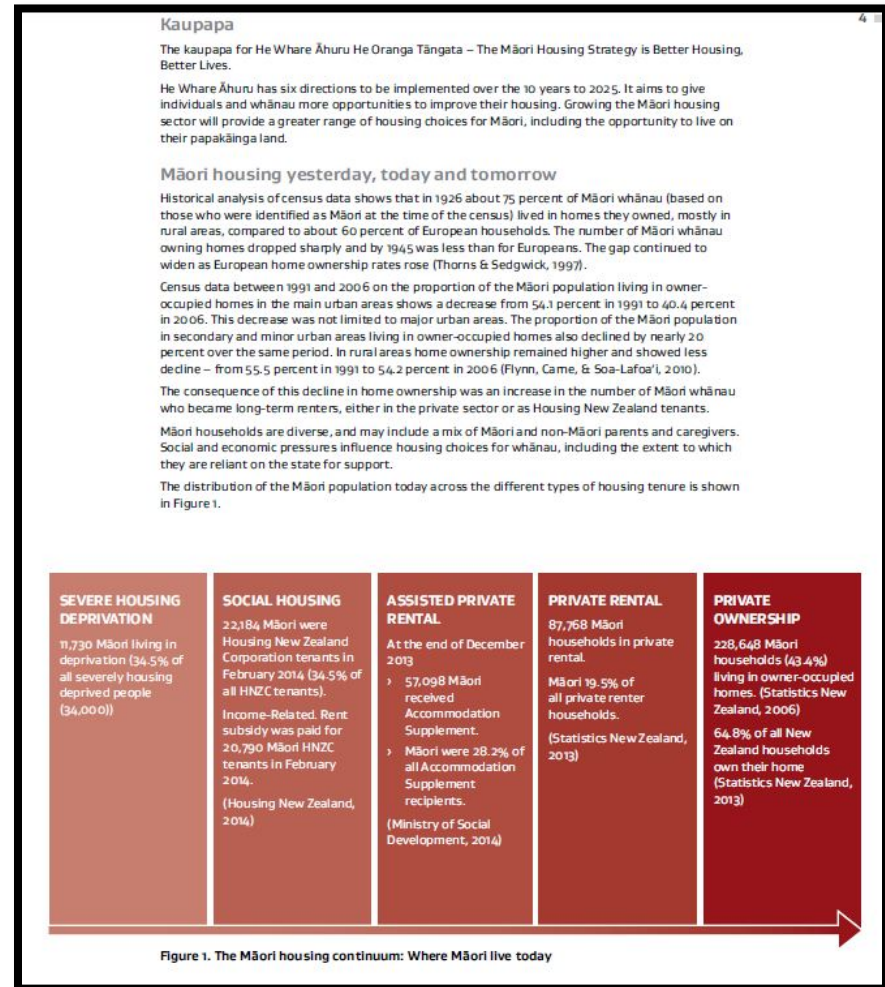 4
Kaupapa
The kaupapa for He Whare Āhuru He Oranga Tāngata – The Māori Housing Strategy is Better Housing,
Better Lives.
He Whare Āhuru has six directions to be implemented over the 10 years to 2025. It aims to give
individuals and whānau more opportunities to improve their housing. Growing the Māori housing
sector will provide a greater range of housing choices for Māori, including the opportunity to live on
their papakāinga land.
Māori housing yesterday, today and tomorrow
Historical analysis of census data shows that in 1926 about 75 percent of Māori whānau (based on
those who were identified as Māori at the time of the census) lived in homes they owned, mostly in
rural areas, compared to about 60 percent of European households. The number of Māori whānau
owning homes dropped sharply and by 1945 was less than for Europeans. The gap continued to
widen as European home ownership rates rose (Thorns & Sedgwick, 1997).
Census data between 1991 and 2006 on the proportion of the Māori population living in owner-
occupied homes in the main urban areas shows a decrease from 54.1 percent in 1991 to 40.4 percent
in 2006. This decrease was not limited to major urban areas. The proportion of the Māori population
in secondary and minor urban areas living in owner-occupied homes also declined by nearly 20
percent over the same period. In rural areas home ownership remained higher and showed less
decline – from 55.5 percent in 1991 to 54.2 percent in 2006 (Flynn, Carne, & Soa-Lafoa'i, 2010).
The consequence of this decline in home ownership was an increase in the number of Māori whānau
who became long-term renters, either in the private sector or as Housing New Zealand tenants.
Māori households are diverse, and may include a mix of Māori and non-Māori parents and caregivers.
Social and economic pressures influence housing choices for whānau, including the extent to which
they are reliant on the state for support.
The distribution of the Māori population today across the different types of housing tenure is shown
in Figure 1.
SEVERE HOUSING
DEPRIVATION
11,730 Māori living in
deprivation (34.5% of
all severely housing
deprived people
(34,000))
SOCIAL HOUSING
22,184 Māori were
Housing New Zealand
Corporation tenants in
February 2014 (34.5% of
all HNZC tenants).
Income-Related. Rent
subsidy was paid for
20,790 Māori HNZC
tenants in February
2014.
(Housing New Zealand,
2014)
ASSISTED PRIVATE
RENTAL
At the end of December
2013
› 57,098 Māori
received
Accommodation
Supplement.
› Māori were 28.2% of
all Accommodation
Supplement
recipients.
(Ministry of Social
Development, 2014)
PRIVATE RENTAL
87,768 Māori
households in private
rental.
Māori 19.5% of
all private renter
households.
(Statistics New Zealand,
2013)
PRIVATE
OWNERSHIP
228,648 Māori
households (43.4%)
living in owner-occupied
homes. (Statistics New
Zealand, 2006)
64.8% of all New
Zealand households
own their home
(Statistics New Zealand,
2013)
Figure 1. The Māori housing continuum: Where Māori live today